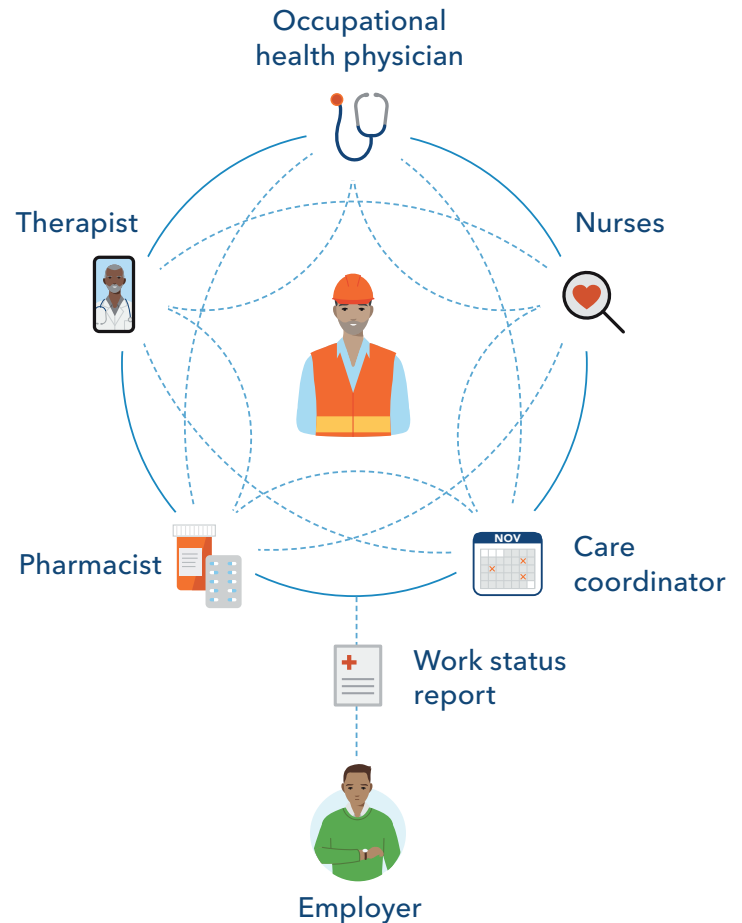 Occupational
health physician
Therapist
Nurses
Pharmacist
NOV
Care
coordinator
Work status
report
Employer